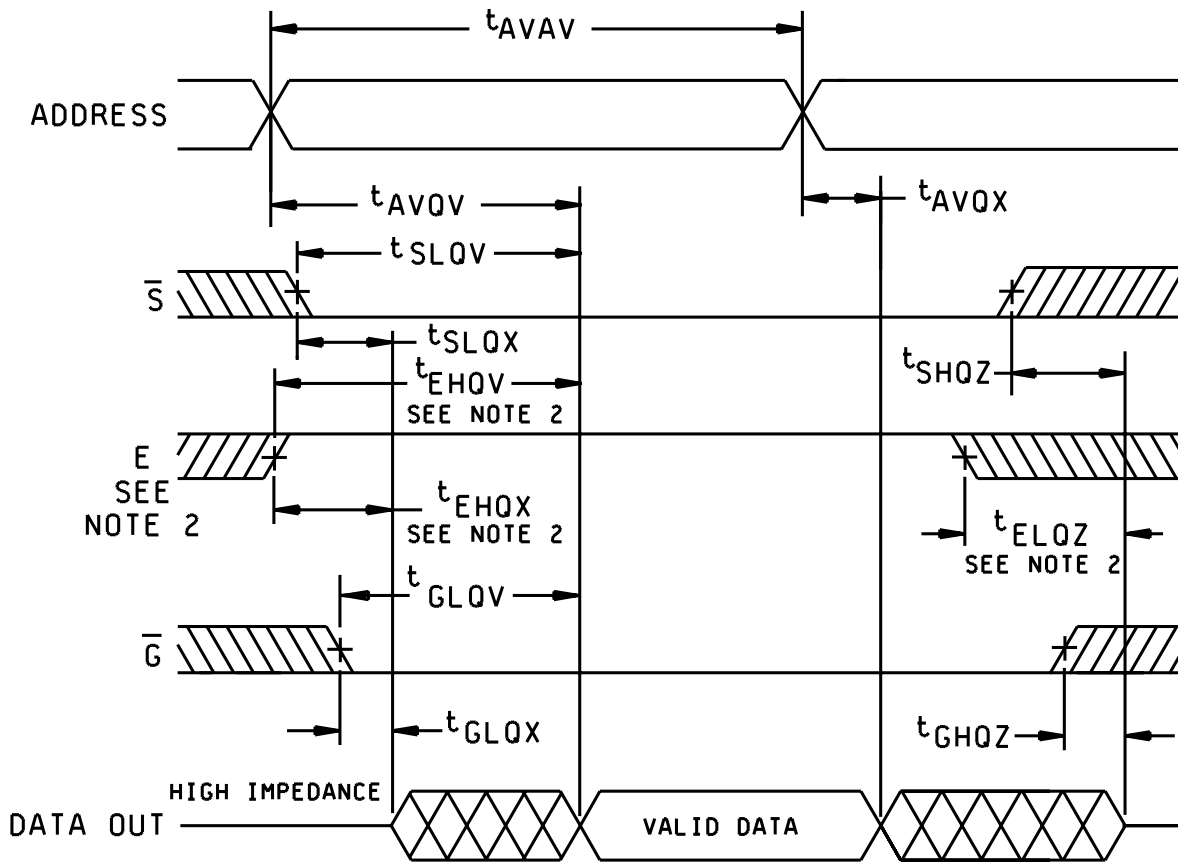 tAVAV
ADDRESS
tAVQV
tAVQX
tSLQV
S̅
tSLQX
tSHQZ
tEHQV
SEE NOTE 2
E
SEE
NOTE 2
tEHQX
SEE NOTE 2
tELQZ
SEE NOTE 2
tGLQV
G̅
tGLQX
tGHQZ
HIGH IMPEDANCE
DATA OUT
VALID DATA